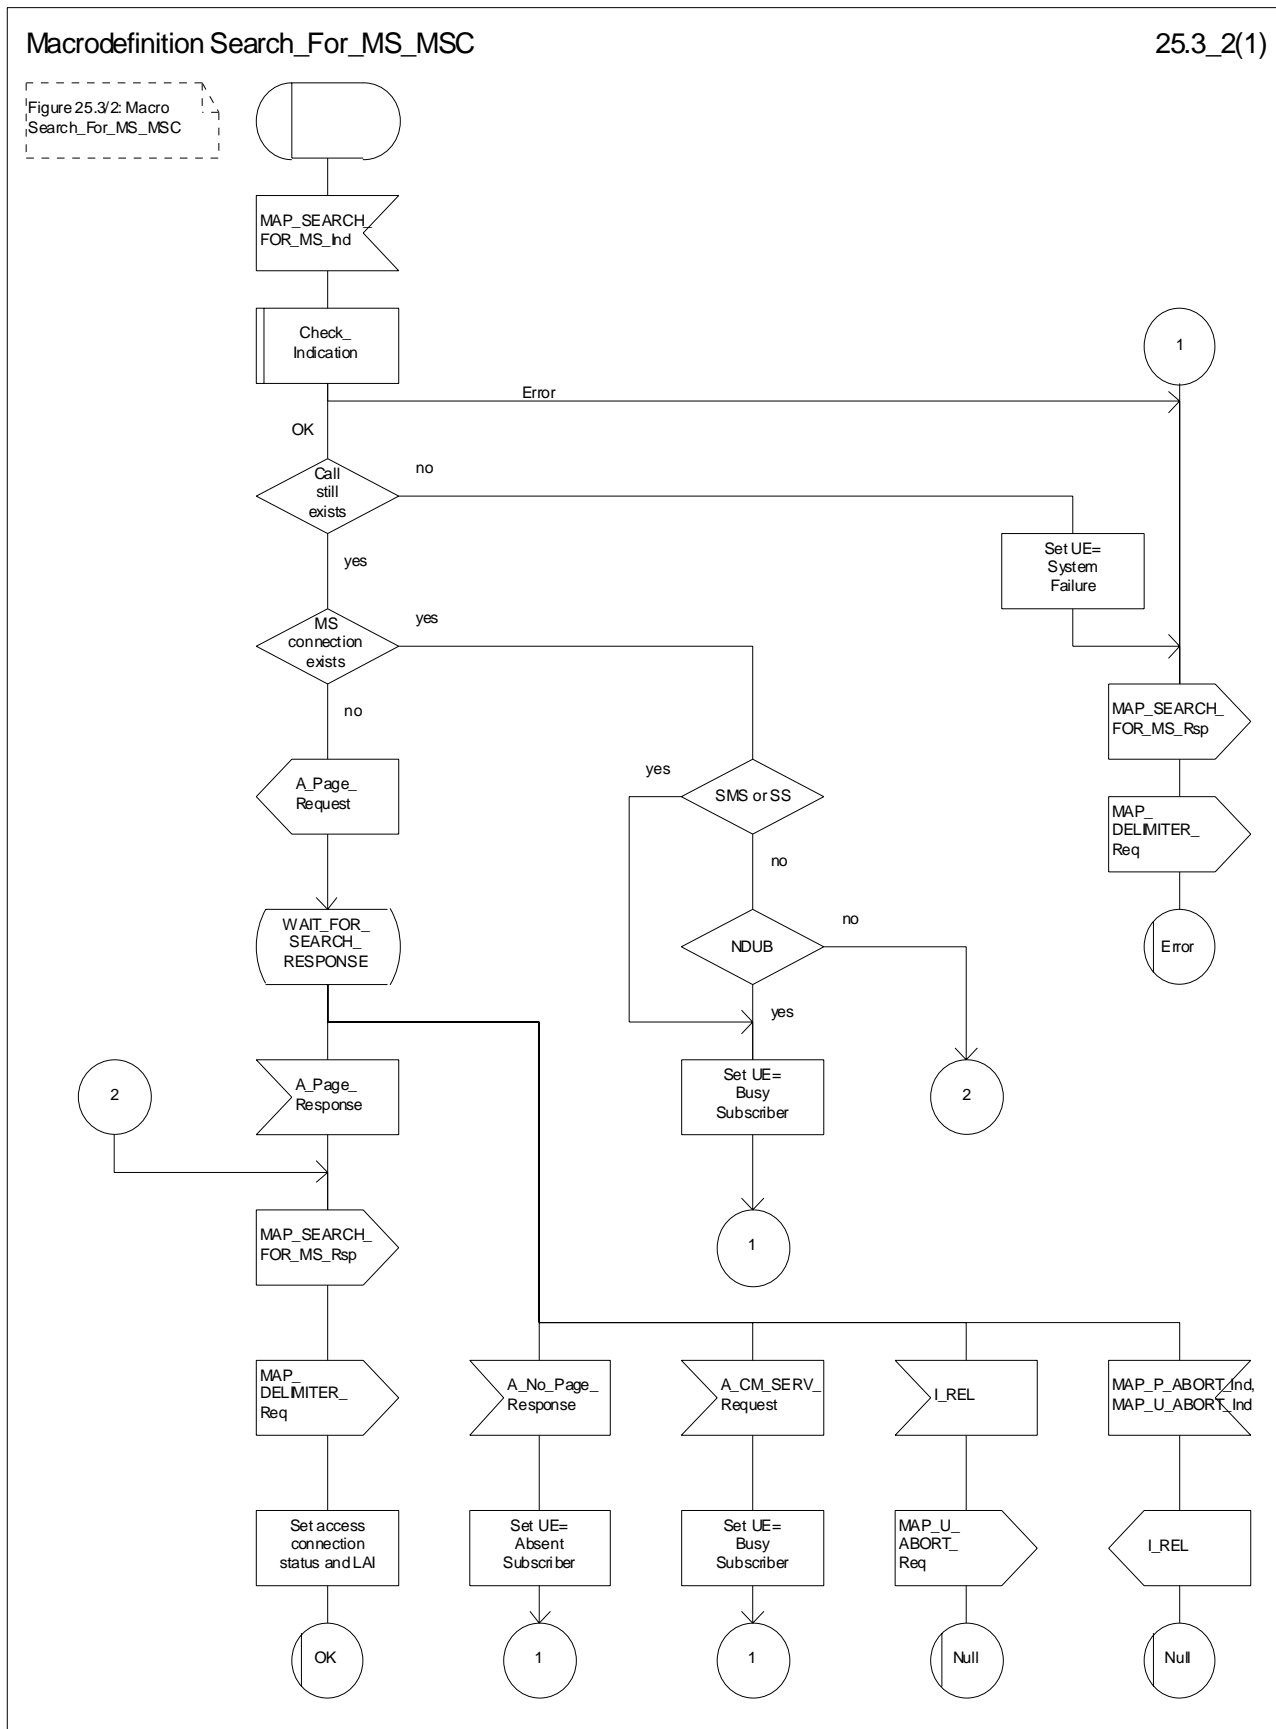 Macrodefinition Search_For_MS_MSC
25.3_2(1)
Figure 25.3/2: Macro
Search_For_MS_MSC
MAP_SEARCH_
FOR_MS_Ind
Check_
Indication
1
Error
OK
Call
still
exists
no
Set UE=
System
Failure
yes
MS
connection
exists
yes
no
MAP_SEARCH_
FOR_MS_Rsp
A_Page_
Request
yes
SMS or SS
MAP_
DELIMITER_
Req
no
WAIT_FOR_
SEARCH_
RESPONSE
NDUB
no
Error
yes
2
A_Page_
Response
Set UE=
Busy
Subscriber
2
MAP_SEARCH_
FOR_MS_Rsp
1
MAP_
DELIMITER_
Req
A_No_Page_
Response
A_CM_SERV_
Request
I_REL
MAP_P_ABORT_Ind,
MAP_U_ABORT_Ind
Set access
connection
status and LAI
Set UE=
Absent
Subscriber
Set UE=
Busy
Subscriber
MAP_U_
ABORT_
Req
I_REL
OK
1
1
Null
Null